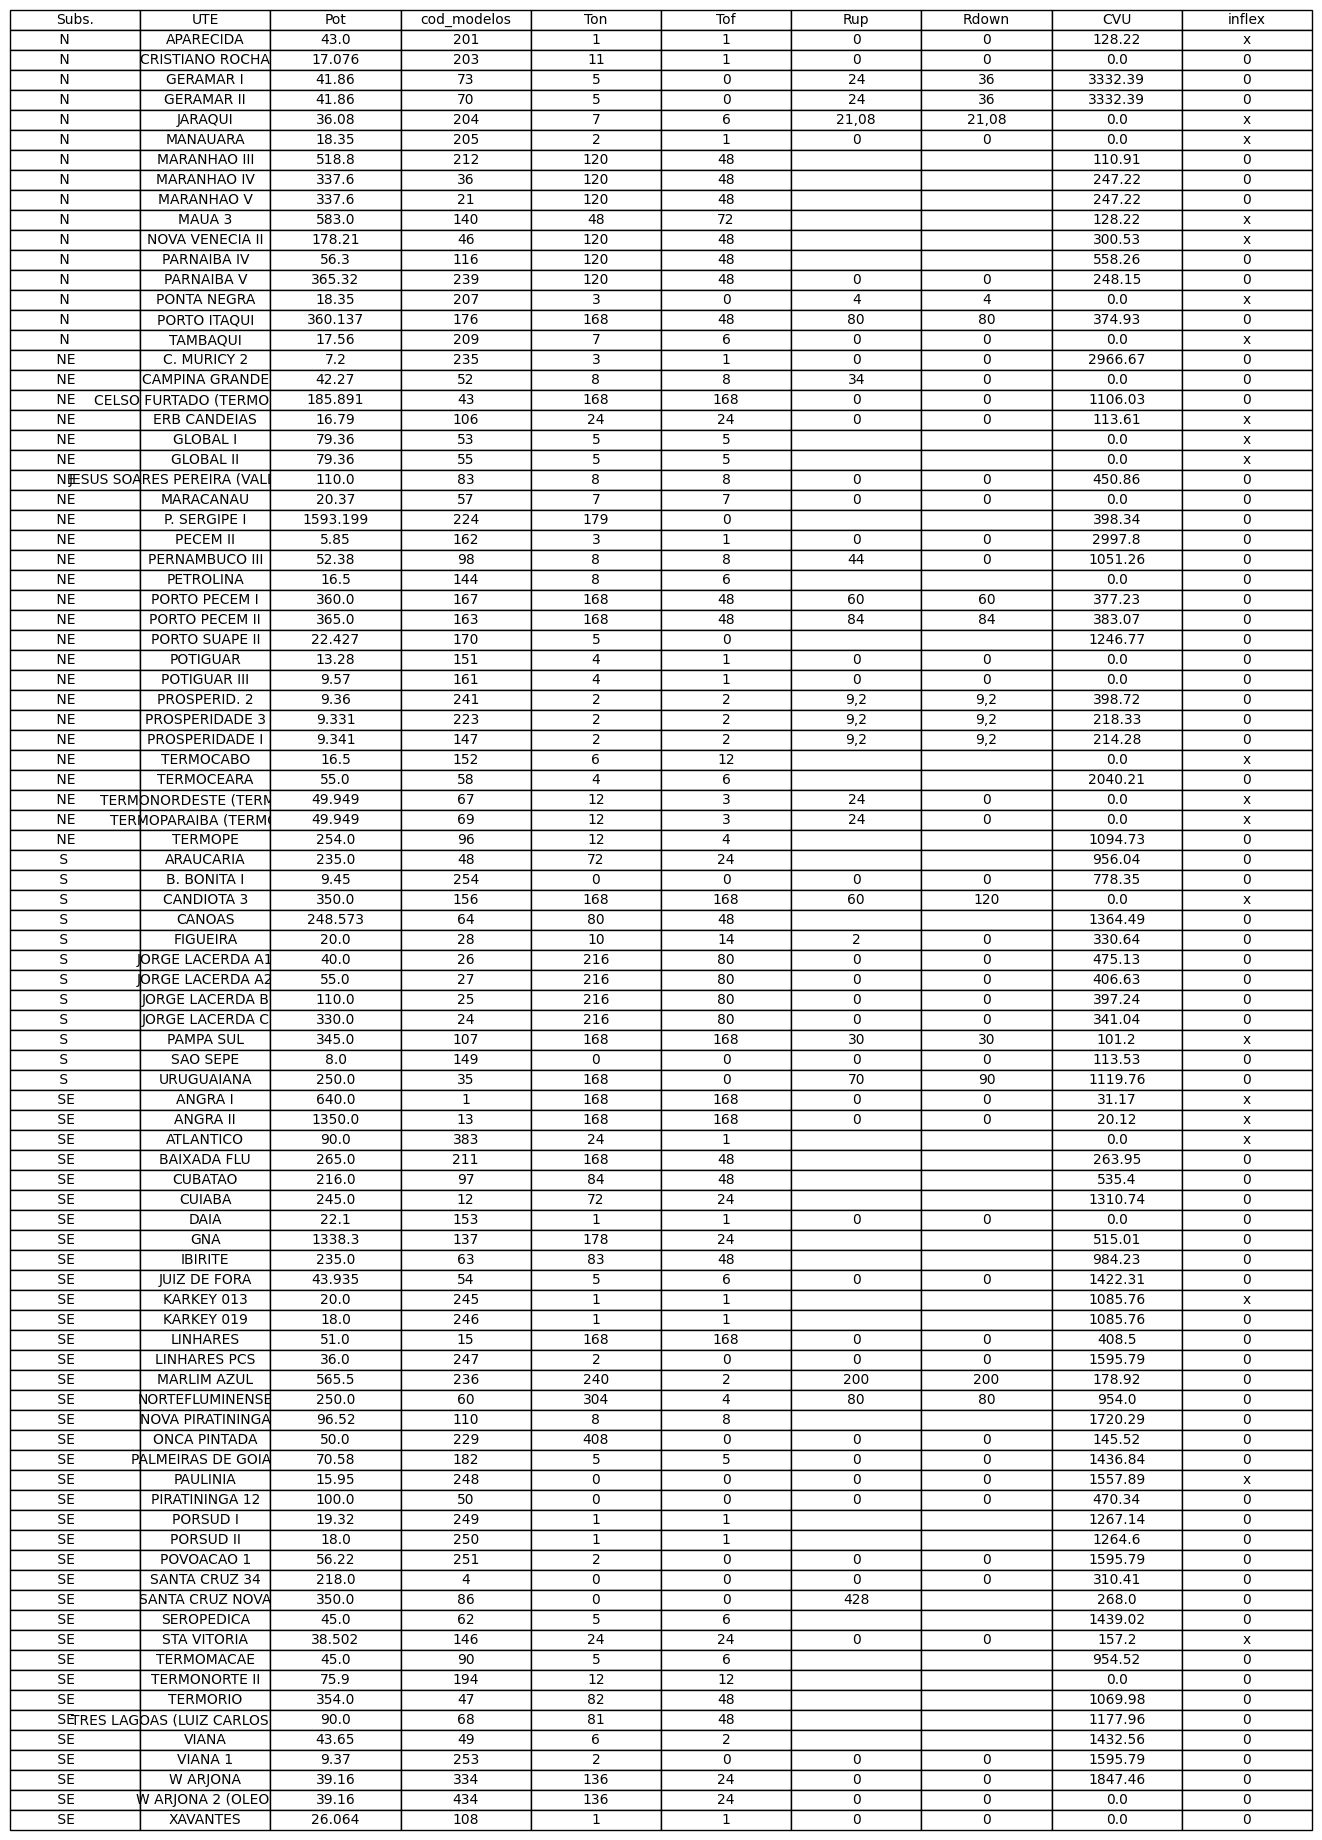 Subs. UTE Pot cod_modelos Ton Tof Rup Rdown CVU inflex
N APARECIDA 43.0 201 1 1 0 0 128.22 x
N CRISTIANO ROCHA 17.076 203 11 1 0 0 0.0 0
N GERAMAR I 41.86 73 5 0 24 36 3332.39 0
N GERAMAR II 41.86 70 5 0 24 36 3332.39 0
N JARAQUI 36.08 204 7 6 21,08 21,08 0.0 x
N MANAUARA 18.35 205 2 1 0 0 0.0 x
N MARANHAO III 518.8 212 120 48 110.91 0
N MARANHAO IV 337.6 36 120 48 247.22 0
N MARANHAO V 337.6 21 120 48 247.22 0
N MAUA 3 583.0 140 48 72 128.22 x
N NOVA VENECIA II 178.21 46 120 48 300.53 x
N PARNAIBA IV 56.3 116 120 48 558.26 0
N PARNAIBA V 365.32 239 120 48 0 0 248.15 0
N PONTA NEGRA 18.35 207 3 0 4 4 0.0 x
N PORTO ITAQUI 360.137 176 168 48 80 80 374.93 0
N TAMBAQUI 17.56 209 7 6 0 0 0.0 x
NE C. MURICY 2 7.2 235 3 1 0 0 2966.67 0
NE CAMPINA GRANDE 42.27 52 8 8 34 0 0.0 0
NE CELSO FURTADO (TERMO 185.891 43 168 168 0 0 1106.03 0
NE ERB CANDEIAS 16.79 106 24 24 0 0 113.61 x
NE GLOBAL I 79.36 53 5 5 0.0 x
NE GLOBAL II 79.36 55 5 5 0.0 x
NE JESUS SOARES PEREIRA (VALI 110.0 83 8 8 0 0 450.86 0
NE MARACANAU 20.37 57 7 7 0 0 0.0 0
NE P. SERGIPE I 1593.199 224 179 0 398.34 0
NE PECEM II 5.85 162 3 1 0 0 2997.8 0
NE PERNAMBUCO III 52.38 98 8 8 44 0 1051.26 0
NE PETROLINA 16.5 144 8 6 0.0 0
NE PORTO PECEM I 360.0 167 168 48 60 60 377.23 0
NE PORTO PECEM II 365.0 163 168 48 84 84 383.07 0
NE PORTO SUAPE II 22.427 170 5 0 1246.77 0
NE POTIGUAR 13.28 151 4 1 0 0 0.0 0
NE POTIGUAR III 9.57 161 4 1 0 0 0.0 0
NE PROSPERID. 2 9.36 241 2 2 9,2 9,2 398.72 0
NE PROSPERIDADE 3 9.331 223 2 2 9,2 9,2 218.33 0
NE PROSPERIDADE I 9.341 147 2 2 9,2 9,2 214.28 0
NE TERMOCABO 16.5 152 6 12 0.0 x
NE TERMOCEARA 55.0 58 4 6 2040.21 0
NE TERMONORDESTE (TERM 49.949 67 12 3 24 0 0.0 x
NE TERMOPARAIBA (TERMO 49.949 69 12 3 24 0 0.0 x
NE TERMOPE 254.0 96 12 4 1094.73 0
S ARAUCARIA 235.0 48 72 24 956.04 0
S B. BONITA I 9.45 254 0 0 0 0 778.35 0
S CANDIOTA 3 350.0 156 168 168 60 120 0.0 x
S CANOAS 248.573 64 80 48 1364.49 0
S FIGUEIRA 20.0 28 10 14 2 0 330.64 0
S JORGE LACERDA A1 40.0 26 216 80 0 0 475.13 0
S JORGE LACERDA A2 55.0 27 216 80 0 0 406.63 0
S JORGE LACERDA B 110.0 25 216 80 0 0 397.24 0
S JORGE LACERDA C 330.0 24 216 80 0 0 341.04 0
S PAMPA SUL 345.0 107 168 168 30 30 101.2 x
S SAO SEPE 8.0 149 0 0 0 0 113.53 0
S URUGUAIANA 250.0 35 168 0 70 90 1119.76 0
SE ANGRA I 640.0 1 168 168 0 0 31.17 x
SE ANGRA II 1350.0 13 168 168 0 0 20.12 x
SE ATLANTICO 90.0 383 24 1 0.0 x
SE BAIXADA FLU 265.0 211 168 48 263.95 0
SE CUBATAO 216.0 97 84 48 535.4 0
SE CUIABA 245.0 12 72 24 1310.74 0
SE DAIA 22.1 153 1 1 0 0 0.0 0
SE GNA 1338.3 137 178 24 515.01 0
SE IBIRITE 235.0 63 83 48 984.23 0
SE JUIZ DE FORA 43.935 54 5 6 0 0 1422.31 0
SE KARKEY 013 20.0 245 1 1 1085.76 x
SE KARKEY 019 18.0 246 1 1 1085.76 0
SE LINHARES 51.0 15 168 168 0 0 408.5 0
SE LINHARES PCS 36.0 247 2 0 0 0 1595.79 0
SE MARLIM AZUL 565.5 236 240 2 200 200 178.92 0
SE NORTEFLUMINENSE 250.0 60 304 4 80 80 954.0 0
SE NOVA PIRATININGA 96.52 110 8 8 1720.29 0
SE ONCA PINTADA 50.0 229 408 0 0 0 145.52 0
SE PALMEIRAS DE GOIA 70.58 182 5 5 0 0 1436.84 0
SE PAULINIA 15.95 248 0 0 0 0 1557.89 x
SE PIRATININGA 12 100.0 50 0 0 0 0 470.34 0
SE PORSUD I 19.32 249 1 1 1267.14 0
SE PORSUD II 18.0 250 1 1 1264.6 0
SE POVOACAO 1 56.22 251 2 0 0 0 1595.79 0
SE SANTA CRUZ 34 218.0 4 0 0 0 0 310.41 0
SE SANTA CRUZ NOVA 350.0 86 0 0 428 268.0 0
SE SEROPEDICA 45.0 62 5 6 1439.02 0
SE STA VITORIA 38.502 146 24 24 0 0 157.2 x
SE TERMOMACAE 45.0 90 5 6 954.52 0
SE TERMONORTE II 75.9 194 12 12 0.0 0
SE TERMORIO 354.0 47 82 48 1069.98 0
SE TRES LAGOAS (LUIZ CARLOS 90.0 68 81 48 1177.96 0
SE VIANA 43.65 49 6 2 1432.56 0
SE VIANA 1 9.37 253 2 0 0 0 1595.79 0
SE W ARJONA 39.16 334 136 24 0 0 1847.46 0
SE W ARJONA 2 (OLEO 39.16 434 136 24 0 0 0.0 0
SE XAVANTES 26.064 108 1 1 0 0 0.0 0